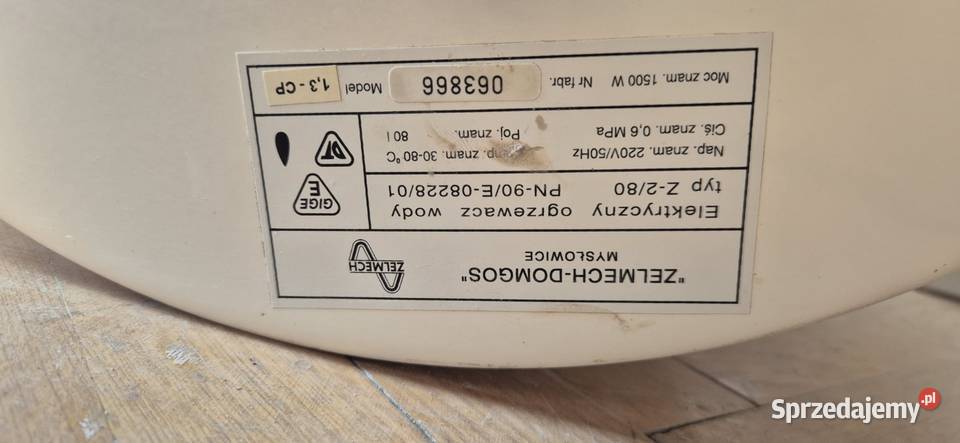 "ZELMECH-DOMGOS"
MYSŁOWICE
ZELMECH
Elektryczny ogrzewacz wody
typ Z-2/80 PN-90/E-08228/01
GIGE
E
Nap. znam. 220V/50Hz znam. 30-80°C
Ciś. znam. 0,6 MPa Poj. znam. 80 l
DT
Moc znam. 1500 W Nr fabr. 063866 Model 1,3 - CP
Sprzedajemy.pl